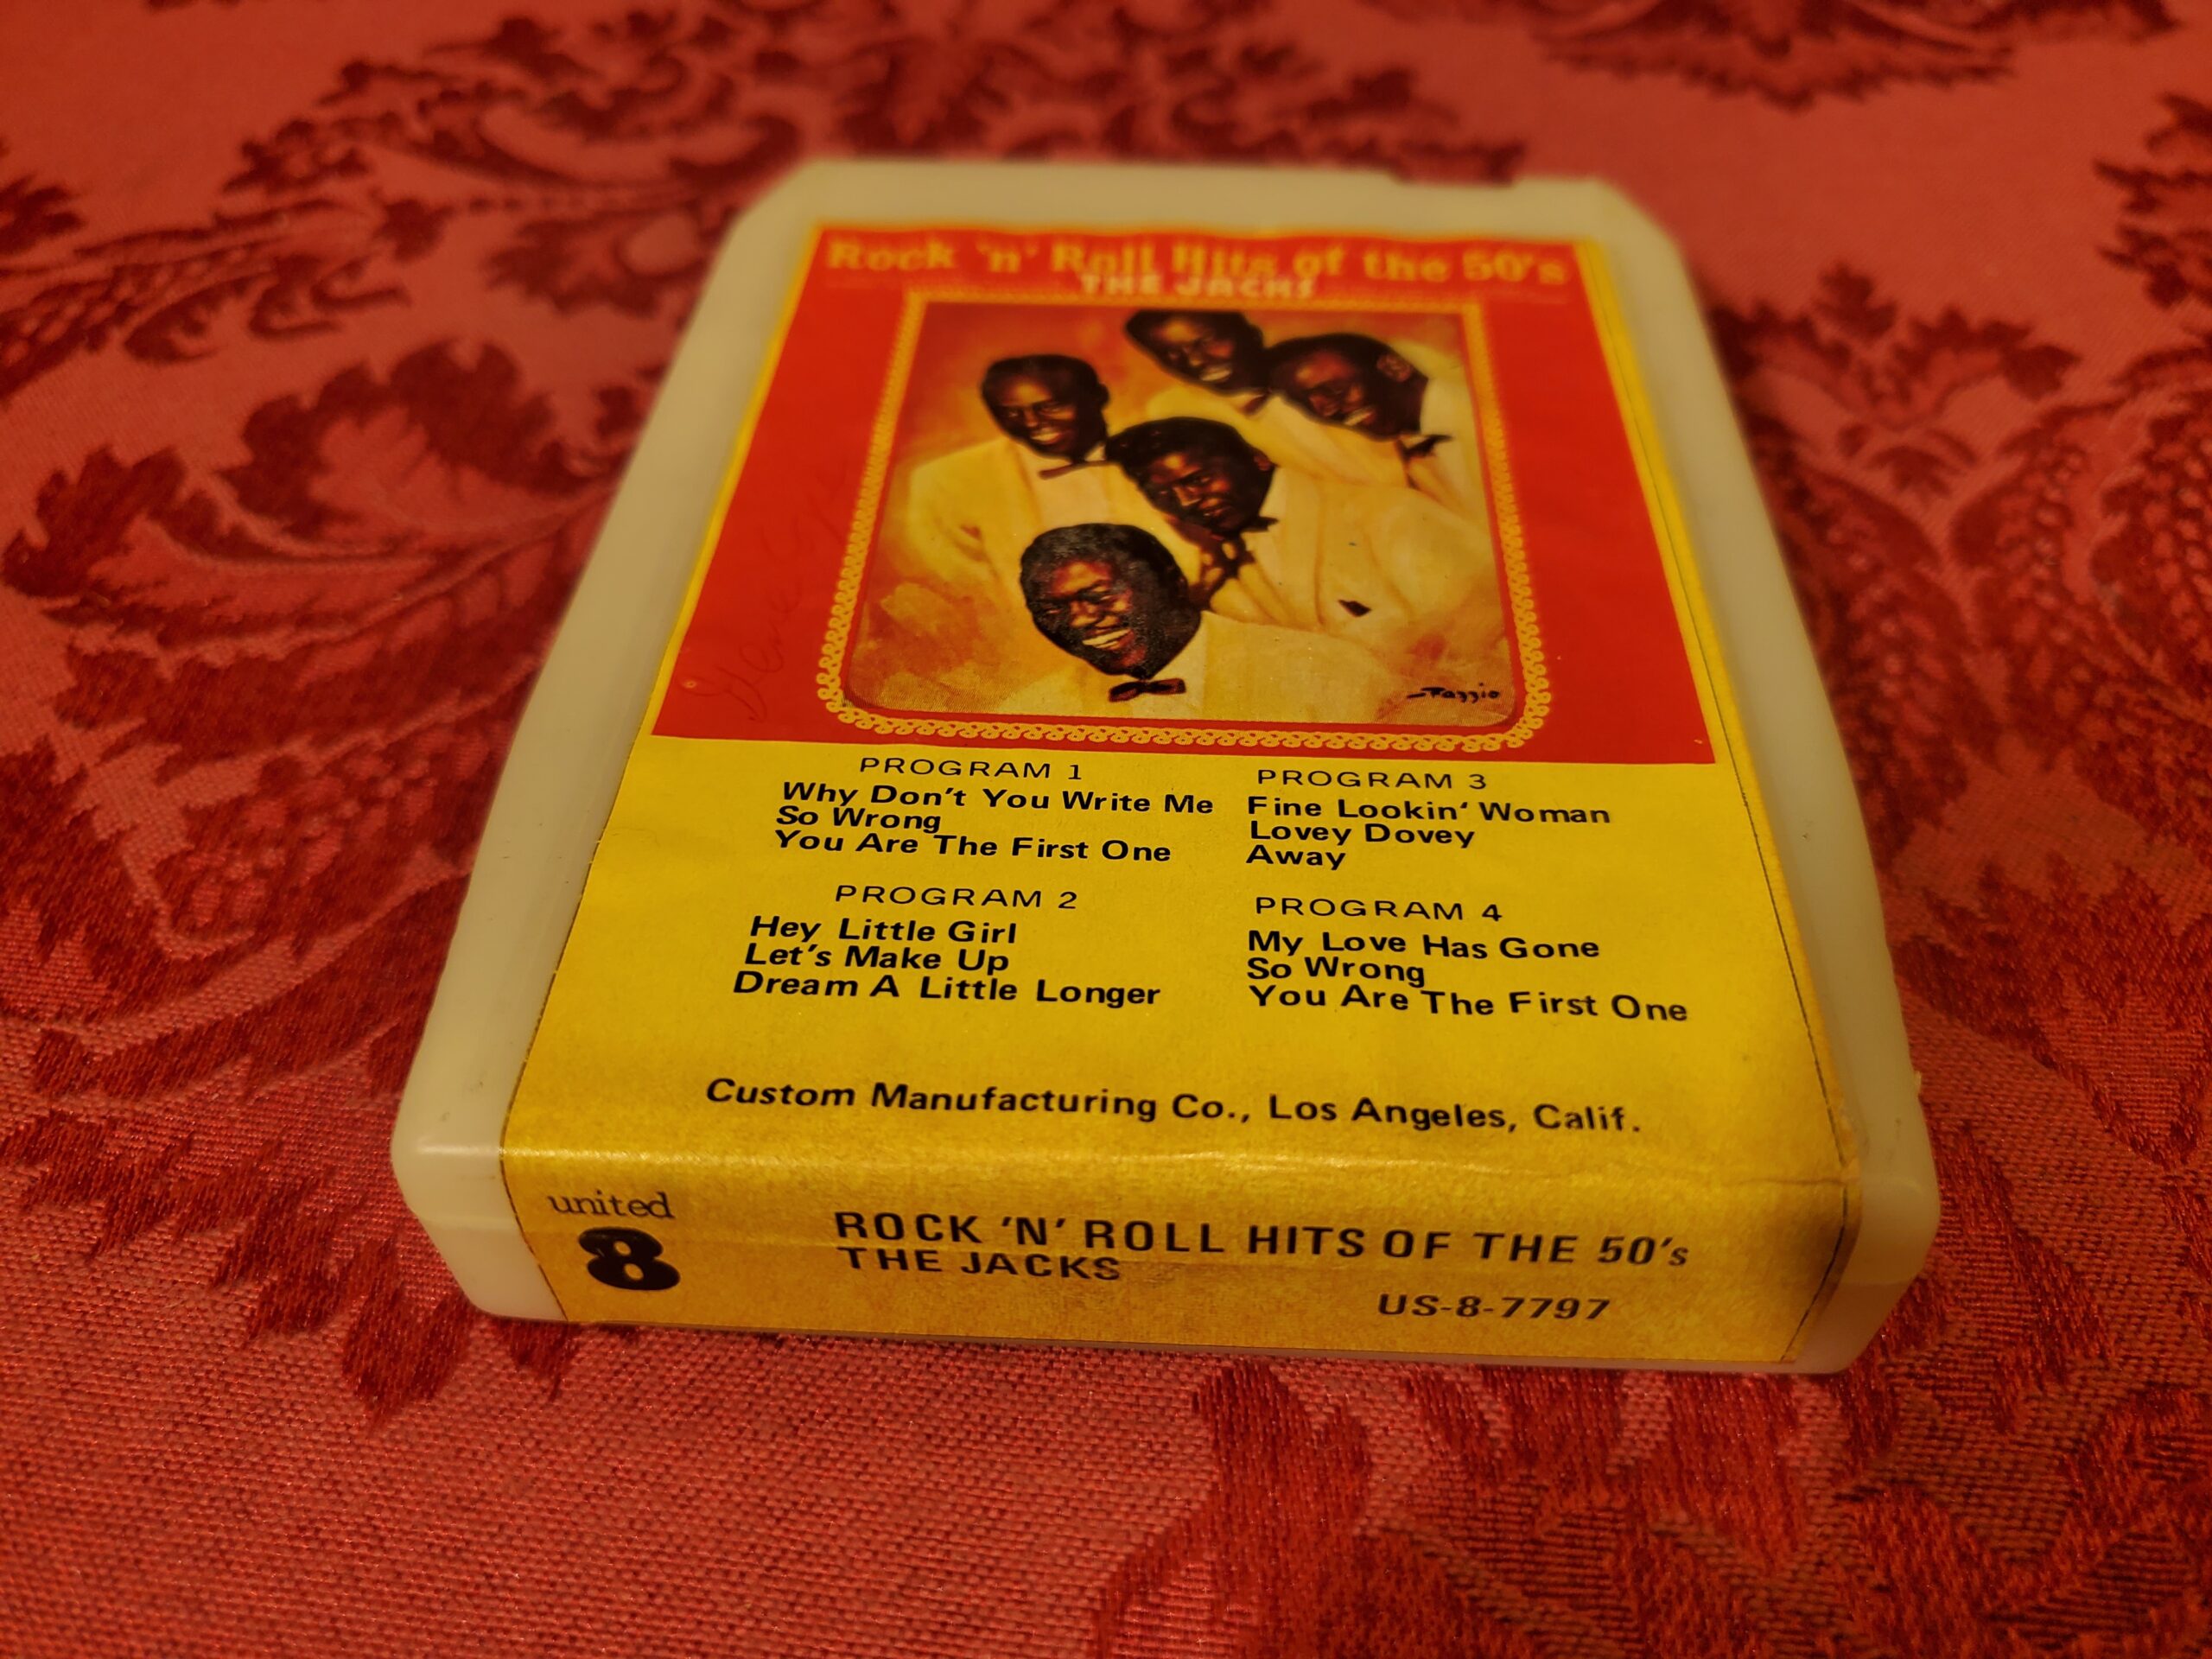 Rock 'n' Roll Hits of the 50's
THE JACKS
Fazzio
PROGRAM 1
Why Don't You Write Me
So Wrong
You Are The First One
PROGRAM 2
Hey Little Girl
Let's Make Up
Dream A Little Longer
PROGRAM 3
Fine Lookin' Woman
Lovey Dovey
Away
PROGRAM 4
My Love Has Gone
So Wrong
You Are The First One
Custom Manufacturing Co., Los Angeles, Calif.
united
8
ROCK 'N' ROLL HITS OF THE 50's
THE JACKS
US-8-7797